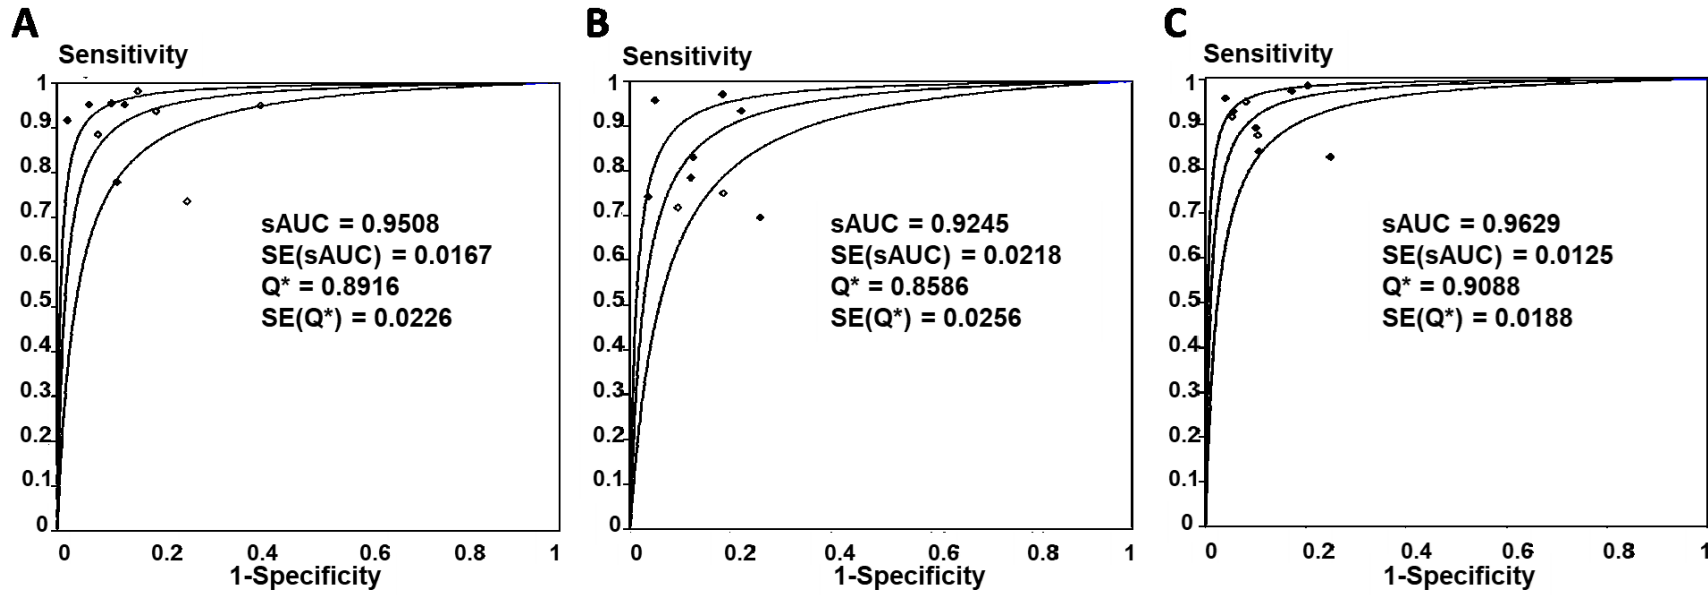 A
Sensitivity
1
0.9
0.8
0.7
0.6
0.5
0.4
0.3
0.2
0.1
0
sAUC = 0.9508
SE(sAUC) = 0.0167
Q* = 0.8916
SE(Q*) = 0.0226
0 0.2 0.4 0.6 0.8 1
1-Specificity
B
Sensitivity
1
0.9
0.8
0.7
0.6
0.5
0.4
0.3
0.2
0.1
0
sAUC = 0.9245
SE(sAUC) = 0.0218
Q* = 0.8586
SE(Q*) = 0.0256
0 0.2 0.4 0.6 0.8 1
1-Specificity
C
Sensitivity
1
0.9
0.8
0.7
0.6
0.5
0.4
0.3
0.2
0.1
0
sAUC = 0.9629
SE(sAUC) = 0.0125
Q* = 0.9088
SE(Q*) = 0.0188
0 0.2 0.4 0.6 0.8 1
1-Specificity